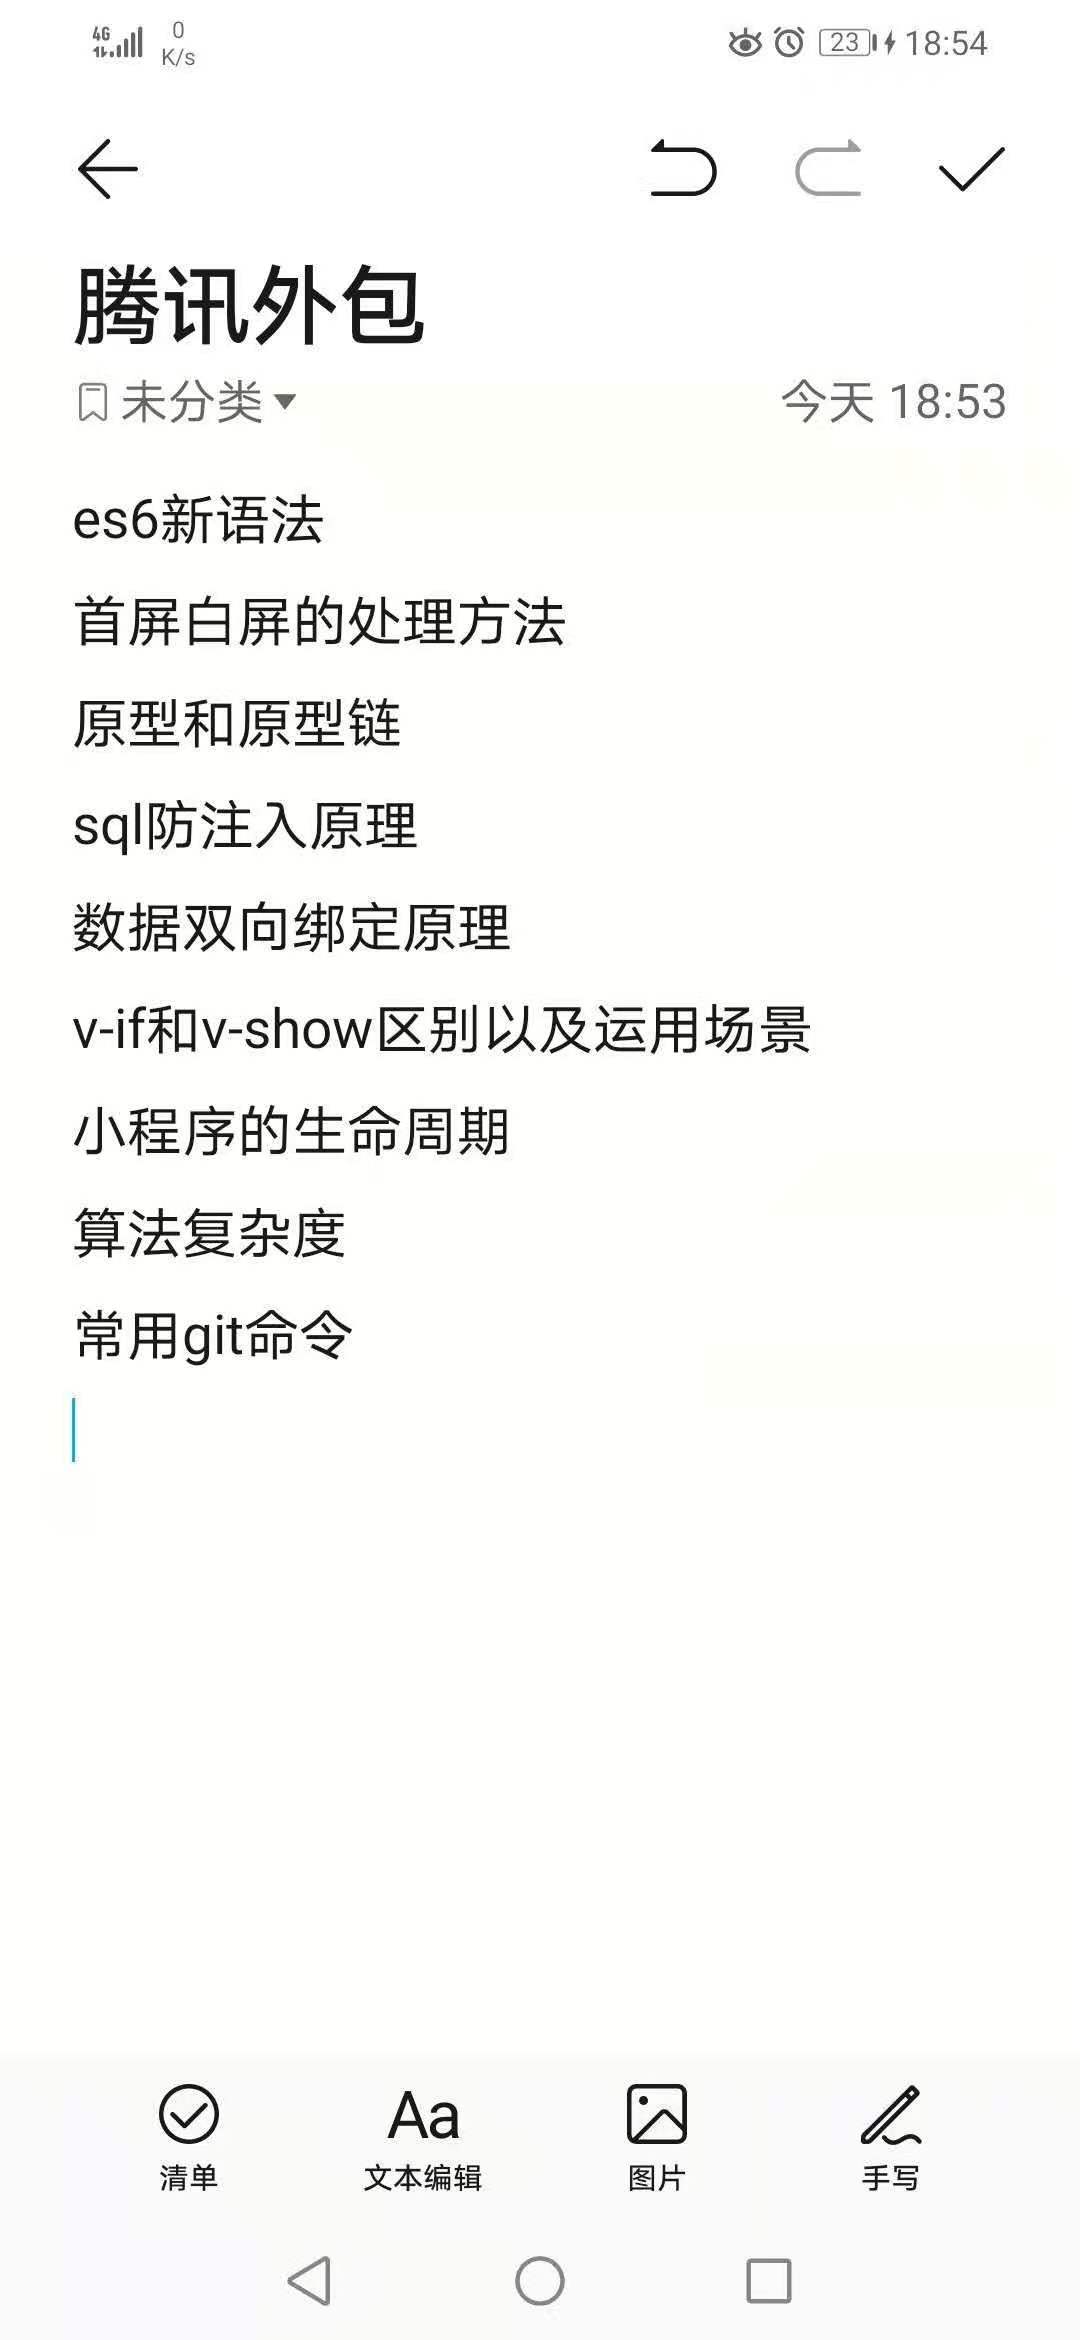 4G 0 K/s 23 18:54
腾讯外包
未分类 今天 18:53
es6新语法
首屏白屏的处理方法
原型和原型链
sql防注入原理
数据双向绑定原理
v-if和v-show区别以及运用场景
小程序的生命周期
算法复杂度
常用git命令
Aa
清单 文本编辑 图片 手写